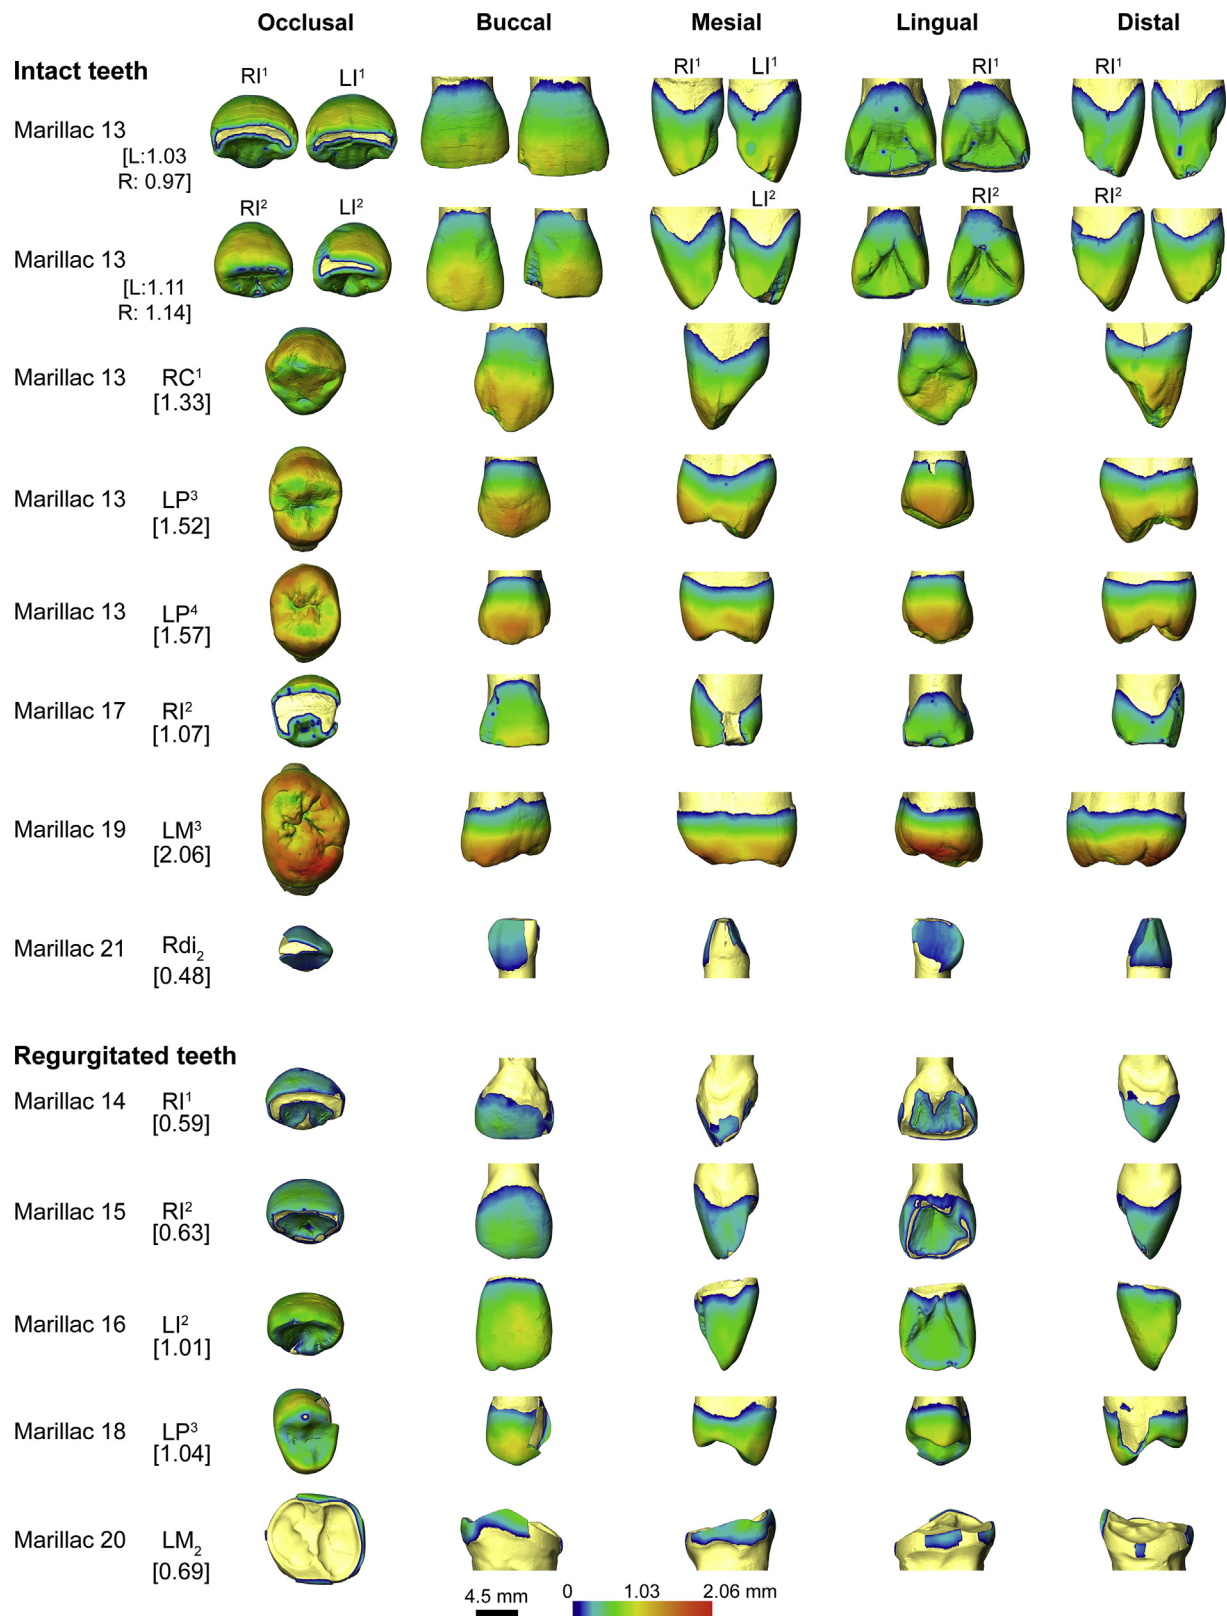 Occlusal Buccal Mesial Lingual Distal
Intact teeth
RI¹ LI¹ RI¹ LI¹ RI¹ RI¹
Marillac 13
[L:1.03
R: 0.97]
RI² LI² LI² RI² RI²
Marillac 13
[L:1.11
R: 1.14]
Marillac 13 RC¹
[1.33]
Marillac 13 LP³
[1.52]
Marillac 13 LP⁴
[1.57]
Marillac 17 RI²
[1.07]
Marillac 19 LM³
[2.06]
Marillac 21 Rdi₂
[0.48]
Regurgitated teeth
Marillac 14 RI¹
[0.59]
Marillac 15 RI²
[0.63]
Marillac 16 LI²
[1.01]
Marillac 18 LP³
[1.04]
Marillac 20 LM₂
[0.69]
4.5 mm 0 1.03 2.06 mm